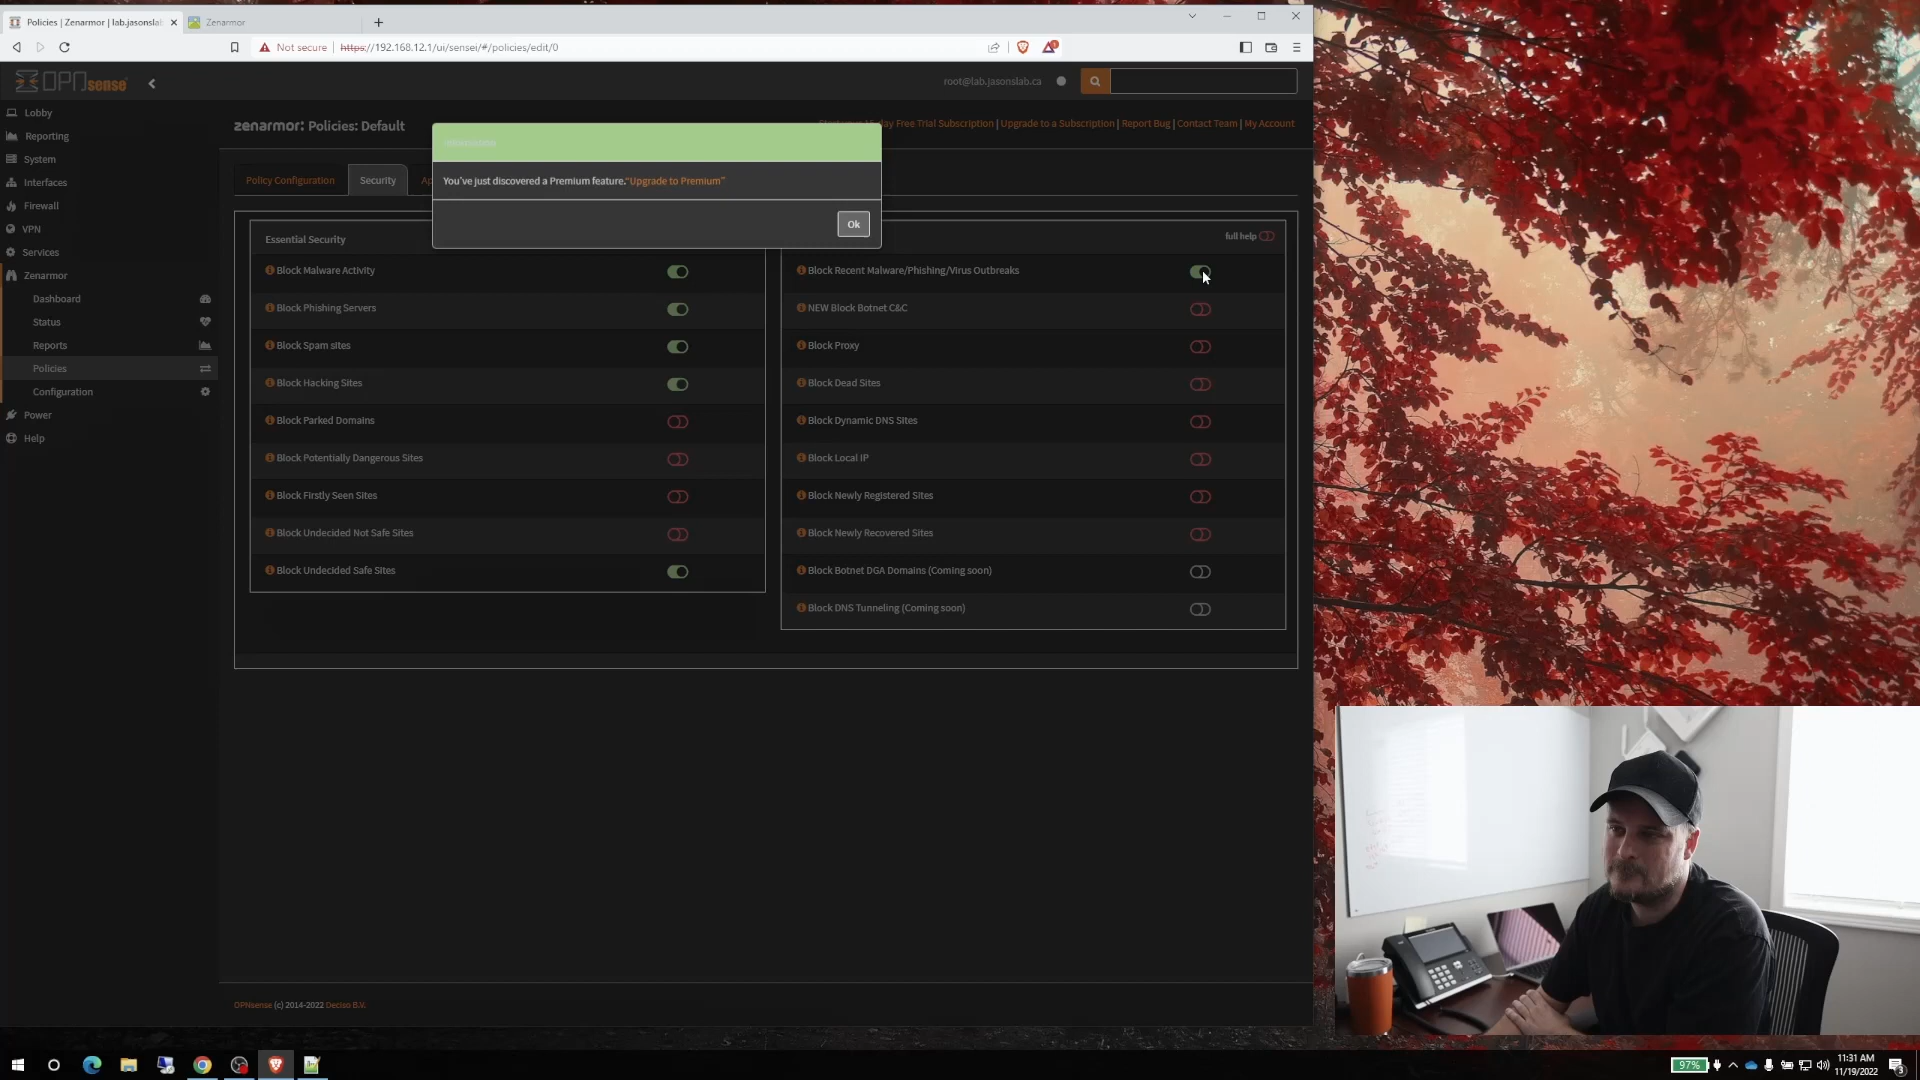 Policies | Zenarmor | lab.jasonslab
Zenarmor
Not secure
https://192.168.12.1/ui/sensei/#/policies/edit/0
OPNsense
root@lab.jasonslab.ca
Lobby
Reporting
System
Interfaces
Firewall
VPN
Services
Zenarmor
Dashboard
Status
Reports
Policies
Configuration
Power
Help
zenarmor: Policies: Default
day Free Trial Subscription | Upgrade to a Subscription | Report Bug | Contact Team | My Account
Policy Configuration
Security
Ap
You've just discovered a Premium feature."Upgrade to Premium"
Ok
Essential Security
Block Malware Activity
Block Phishing Servers
Block Spam sites
Block Hacking Sites
Block Parked Domains
Block Potentially Dangerous Sites
Block Firstly Seen Sites
Block Undecided Not Safe Sites
Block Undecided Safe Sites
full help
Block Recent Malware/Phishing/Virus Outbreaks
NEW Block Botnet C&C
Block Proxy
Block Dead Sites
Block Dynamic DNS Sites
Block Local IP
Block Newly Registered Sites
Block Newly Recovered Sites
Block Botnet DGA Domains (Coming soon)
Block DNS Tunneling (Coming soon)
OPNsense (c) 2014-2022 Deciso B.V.
97%
11:31 AM
11/19/2022
3